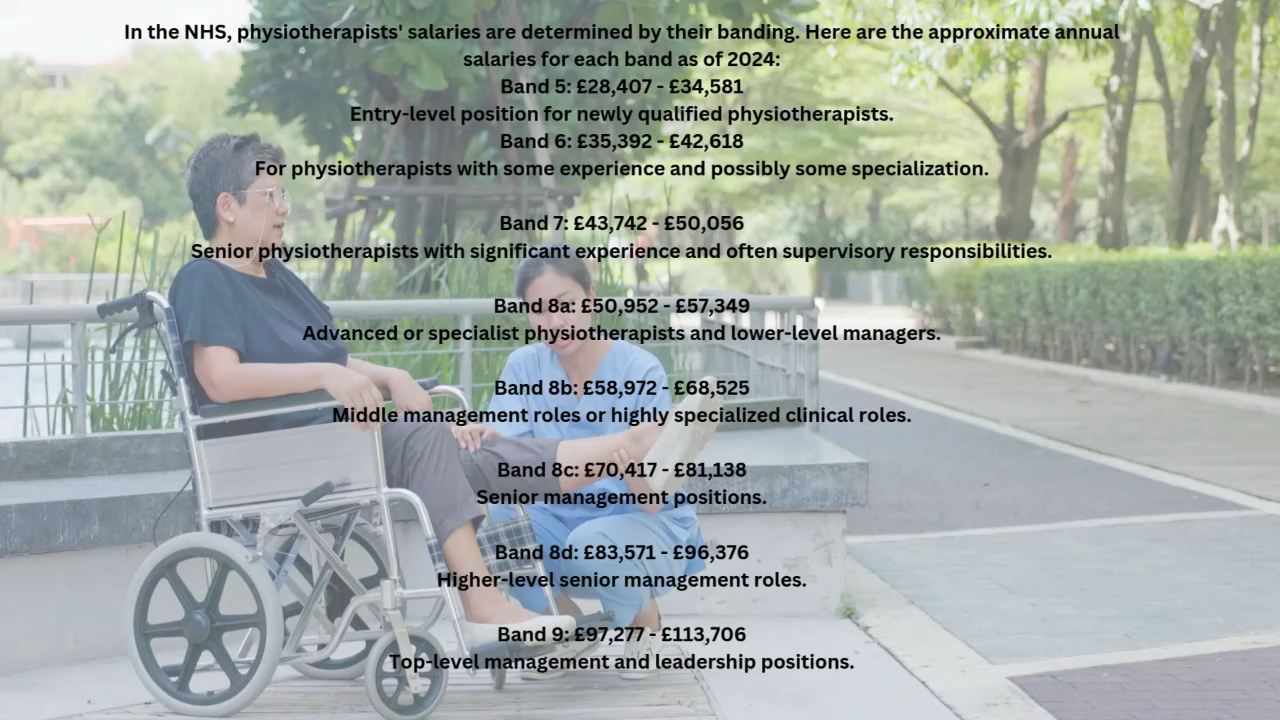 In the NHS, physiotherapists' salaries are determined by their banding. Here are the approximate annual
salaries for each band as of 2024:
Band 5: £28,407 - £34,581
Entry-level position for newly qualified physiotherapists.
Band 6: £35,392 - £42,618
For physiotherapists with some experience and possibly some specialization.
Band 7: £43,742 - £50,056
Senior physiotherapists with significant experience and often supervisory responsibilities.
Band 8a: £50,952 - £57,349
Advanced or specialist physiotherapists and lower-level managers.
Band 8b: £58,972 - £68,525
Middle management roles or highly specialized clinical roles.
Band 8c: £70,417 - £81,138
Senior management positions.
Band 8d: £83,571 - £96,376
Higher-level senior management roles.
Band 9: £97,277 - £113,706
Top-level management and leadership positions.